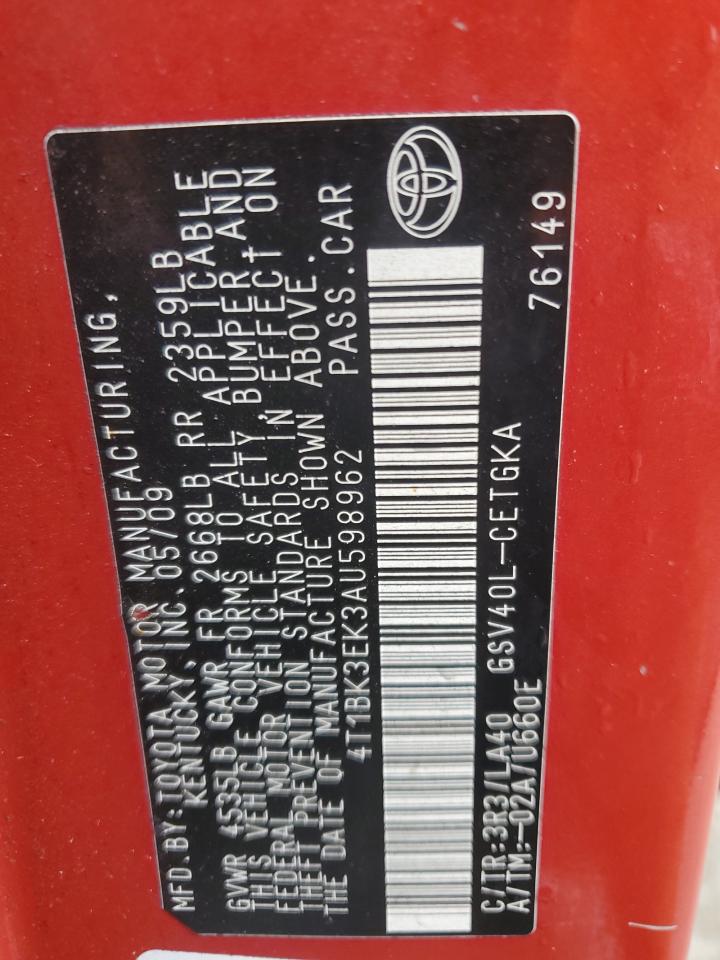 MFD.BY:TOYOTA MOTOR MANUFACTURING,
KENTUCKY, INC. 05/09
GVWR 4535LB GAWR FR 2668LB RR 2359LB
THIS VEHICLE CONFORMS TO ALL APPLICABLE
FEDERAL MOTOR VEHICLE SAFETY, BUMPER AND
THEFT PREVENTION STANDARDS IN EFFECT ON
THE DATE OF MANUFACTURE SHOWN ABOVE.
4T1BK3EK3AU598962 PASS.CAR
C/TR:3R3/LA40 GSV40L-CETGKA
A/TM:-02A/U660E 76149